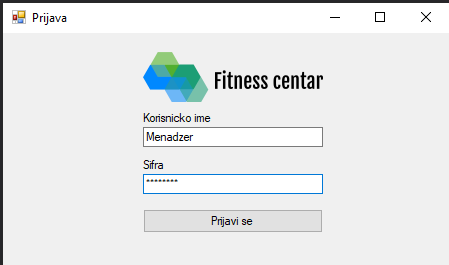 Prijava
Fitness centar
Korisnicko ime
Menadzer
Sifra
********
Prijavi se